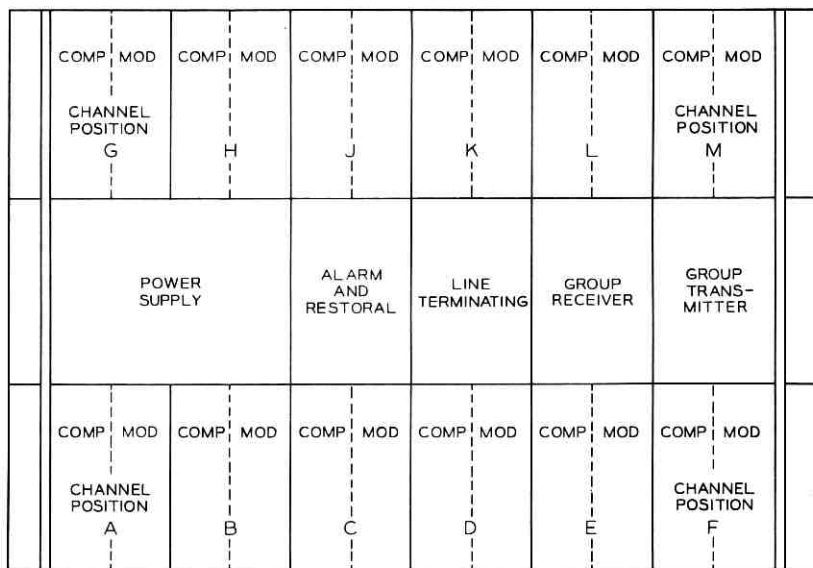 COMP MOD COMP MOD COMP MOD COMP MOD COMP MOD COMP MOD
CHANNEL
POSITION
G
H
J
K
L
CHANNEL
POSITION
M
POWER
SUPPLY
ALARM
AND
RESTORAL
LINE
TERMINATING
GROUP
RECEIVER
GROUP
TRANS-
MITTER
COMP MOD COMP MOD COMP MOD COMP MOD COMP MOD COMP MOD
CHANNEL
POSITION
A
B
C
D
E
CHANNEL
POSITION
F